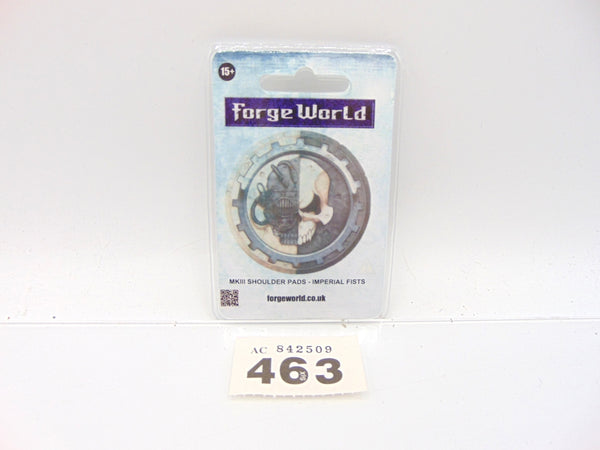 15+
Forge World
MKIII SHOULDER PADS - IMPERIAL FISTS
forgeworld.co.uk
AC 842509
463